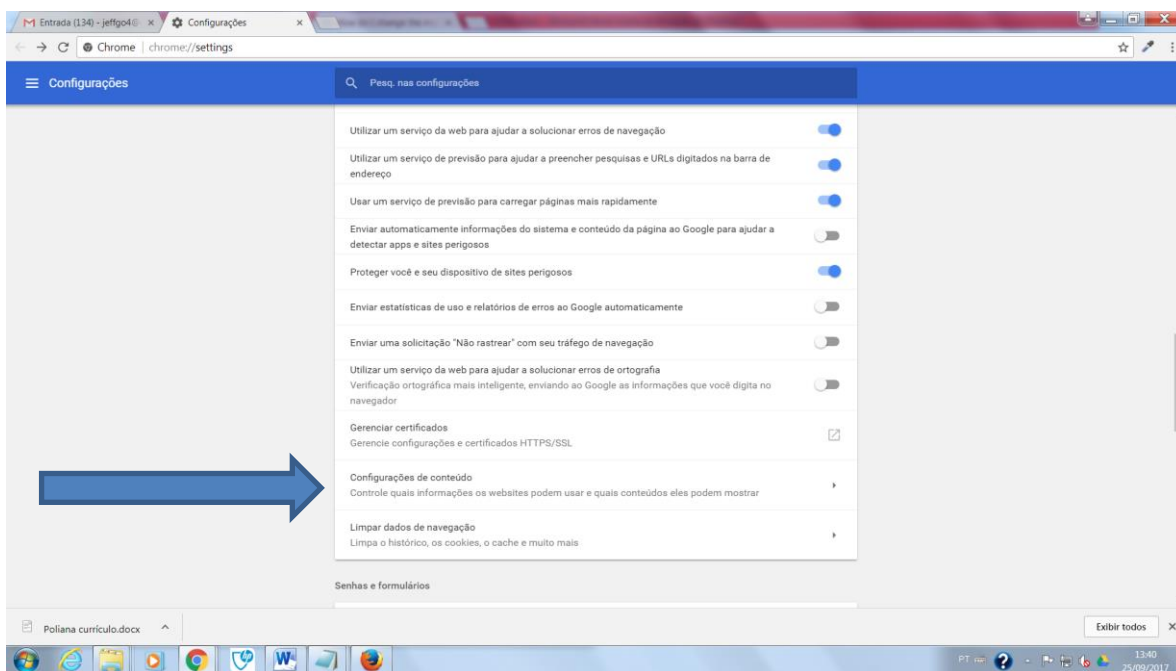 Entrada (134) - jeffgo4@
Configurações
Chrome | chrome://settings
Configurações
Pesq. nas configurações
Utilizar um serviço da web para ajudar a solucionar erros de navegação
Utilizar um serviço de previsão para ajudar a preencher pesquisas e URLs digitados na barra de
endereço
Usar um serviço de previsão para carregar páginas mais rapidamente
Enviar automaticamente informações do sistema e conteúdo da página ao Google para ajudar a
detectar apps e sites perigosos
Proteger você e seu dispositivo de sites perigosos
Enviar estatísticas de uso e relatórios de erros ao Google automaticamente
Enviar uma solicitação "Não rastrear" com seu tráfego de navegação
Utilizar um serviço da web para ajudar a solucionar erros de ortografia
Verificação ortográfica mais inteligente, enviando ao Google as informações que você digita no
navegador
Gerenciar certificados
Gerencie configurações e certificados HTTPS/SSL
Configurações de conteúdo
Controle quais informações os websites podem usar e quais conteúdos eles podem mostrar
Limpar dados de navegação
Limpa o histórico, os cookies, o cache e muito mais
Senhas e formulários
Poliana currículo.docx
Exibir todos
PT
13:40
25/09/2017